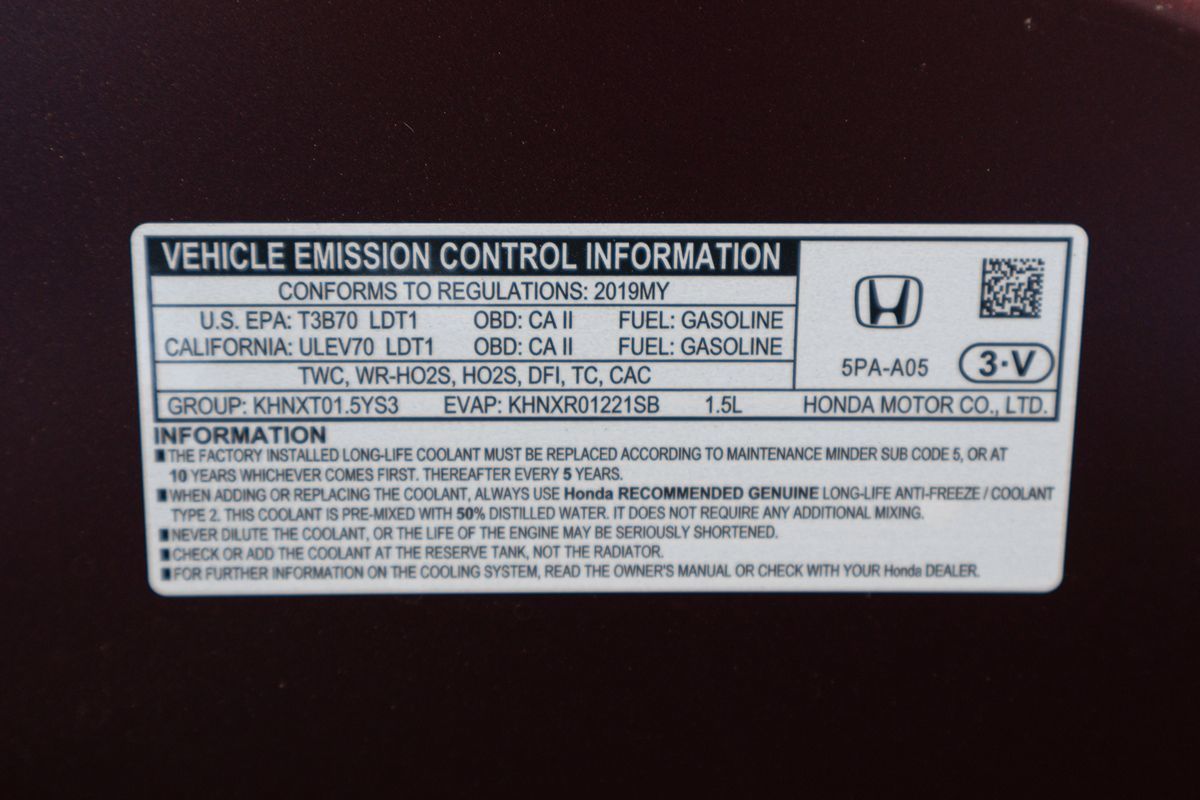 VEHICLE EMISSION CONTROL INFORMATION
CONFORMS TO REGULATIONS: 2019MY
U.S. EPA: T3B70 LDT1 OBD: CA II FUEL: GASOLINE
CALIFORNIA: ULEV70 LDT1 OBD: CA II FUEL: GASOLINE
TWC, WR-HO2S, HO2S, DFI, TC, CAC
5PA-A05 3·V
GROUP: KHNXT01.5YS3 EVAP: KHNXR01221SB 1.5L HONDA MOTOR CO., LTD.
INFORMATION
■ THE FACTORY INSTALLED LONG-LIFE COOLANT MUST BE REPLACED ACCORDING TO MAINTENANCE MINDER SUB CODE 5, OR AT
10 YEARS WHICHEVER COMES FIRST. THEREAFTER EVERY 5 YEARS.
■ WHEN ADDING OR REPLACING THE COOLANT, ALWAYS USE Honda RECOMMENDED GENUINE LONG-LIFE ANTI-FREEZE / COOLANT
TYPE 2. THIS COOLANT IS PRE-MIXED WITH 50% DISTILLED WATER. IT DOES NOT REQUIRE ANY ADDITIONAL MIXING.
■ NEVER DILUTE THE COOLANT, OR THE LIFE OF THE ENGINE MAY BE SERIOUSLY SHORTENED.
■ CHECK OR ADD THE COOLANT AT THE RESERVE TANK, NOT THE RADIATOR.
■ FOR FURTHER INFORMATION ON THE COOLING SYSTEM, READ THE OWNER'S MANUAL OR CHECK WITH YOUR Honda DEALER.